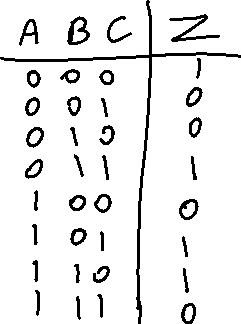 A B C Z
0 0 0 1
0 0 1 0
0 1 0 0
0 1 1 1
1 0 0 0
1 0 1 1
1 1 0 1
1 1 1 0